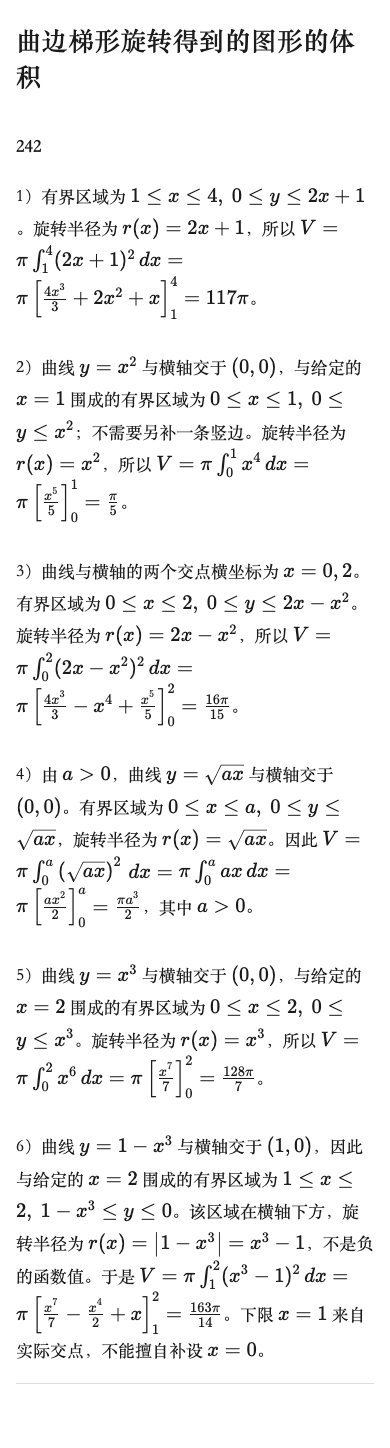 曲边梯形旋转得到的图形的体
积
242
1）有界区域为 1 ≤ x ≤ 4, 0 ≤ y ≤ 2x + 1
。旋转半径为 r(x) = 2x + 1，所以 V =
π ∫₁⁴(2x + 1)² dx =
π [4x³/3 + 2x² + x]₁⁴ = 117π。
2）曲线 y = x² 与横轴交于 (0, 0)，与给定的
x = 1 围成的有界区域为 0 ≤ x ≤ 1, 0 ≤
y ≤ x²；不需要另补一条竖边。旋转半径为
r(x) = x²，所以 V = π ∫₀¹ x⁴ dx =
π [x⁵/5]₀¹ = π/5。
3）曲线与横轴的两个交点横坐标为 x = 0, 2。
有界区域为 0 ≤ x ≤ 2, 0 ≤ y ≤ 2x − x²。
旋转半径为 r(x) = 2x − x²，所以 V =
π ∫₀²(2x − x²)² dx =
π [4x³/3 − x⁴ + x⁵/5]₀² = 16π/15。
4）由 a > 0，曲线 y = √(ax) 与横轴交于
(0, 0)。有界区域为 0 ≤ x ≤ a, 0 ≤ y ≤
√(ax)，旋转半径为 r(x) = √(ax)。因此 V =
π ∫₀ᵃ (√(ax))² dx = π ∫₀ᵃ ax dx =
π [ax²/2]₀ᵃ = πa³/2，其中 a > 0。
5）曲线 y = x³ 与横轴交于 (0, 0)，与给定的
x = 2 围成的有界区域为 0 ≤ x ≤ 2, 0 ≤
y ≤ x³。旋转半径为 r(x) = x³，所以 V =
π ∫₀² x⁶ dx = π [x⁷/7]₀² = 128π/7。
6）曲线 y = 1 − x³ 与横轴交于 (1, 0)，因此
与给定的 x = 2 围成的有界区域为 1 ≤ x ≤
2, 1 − x³ ≤ y ≤ 0。该区域在横轴下方，旋
转半径为 r(x) = |1 − x³| = x³ − 1，不是负
的函数值。于是 V = π ∫₁²(x³ − 1)² dx =
π [x⁷/7 − x⁴/2 + x]₁² = 163π/14。下限 x = 1 来自
实际交点，不能擅自补设 x = 0。